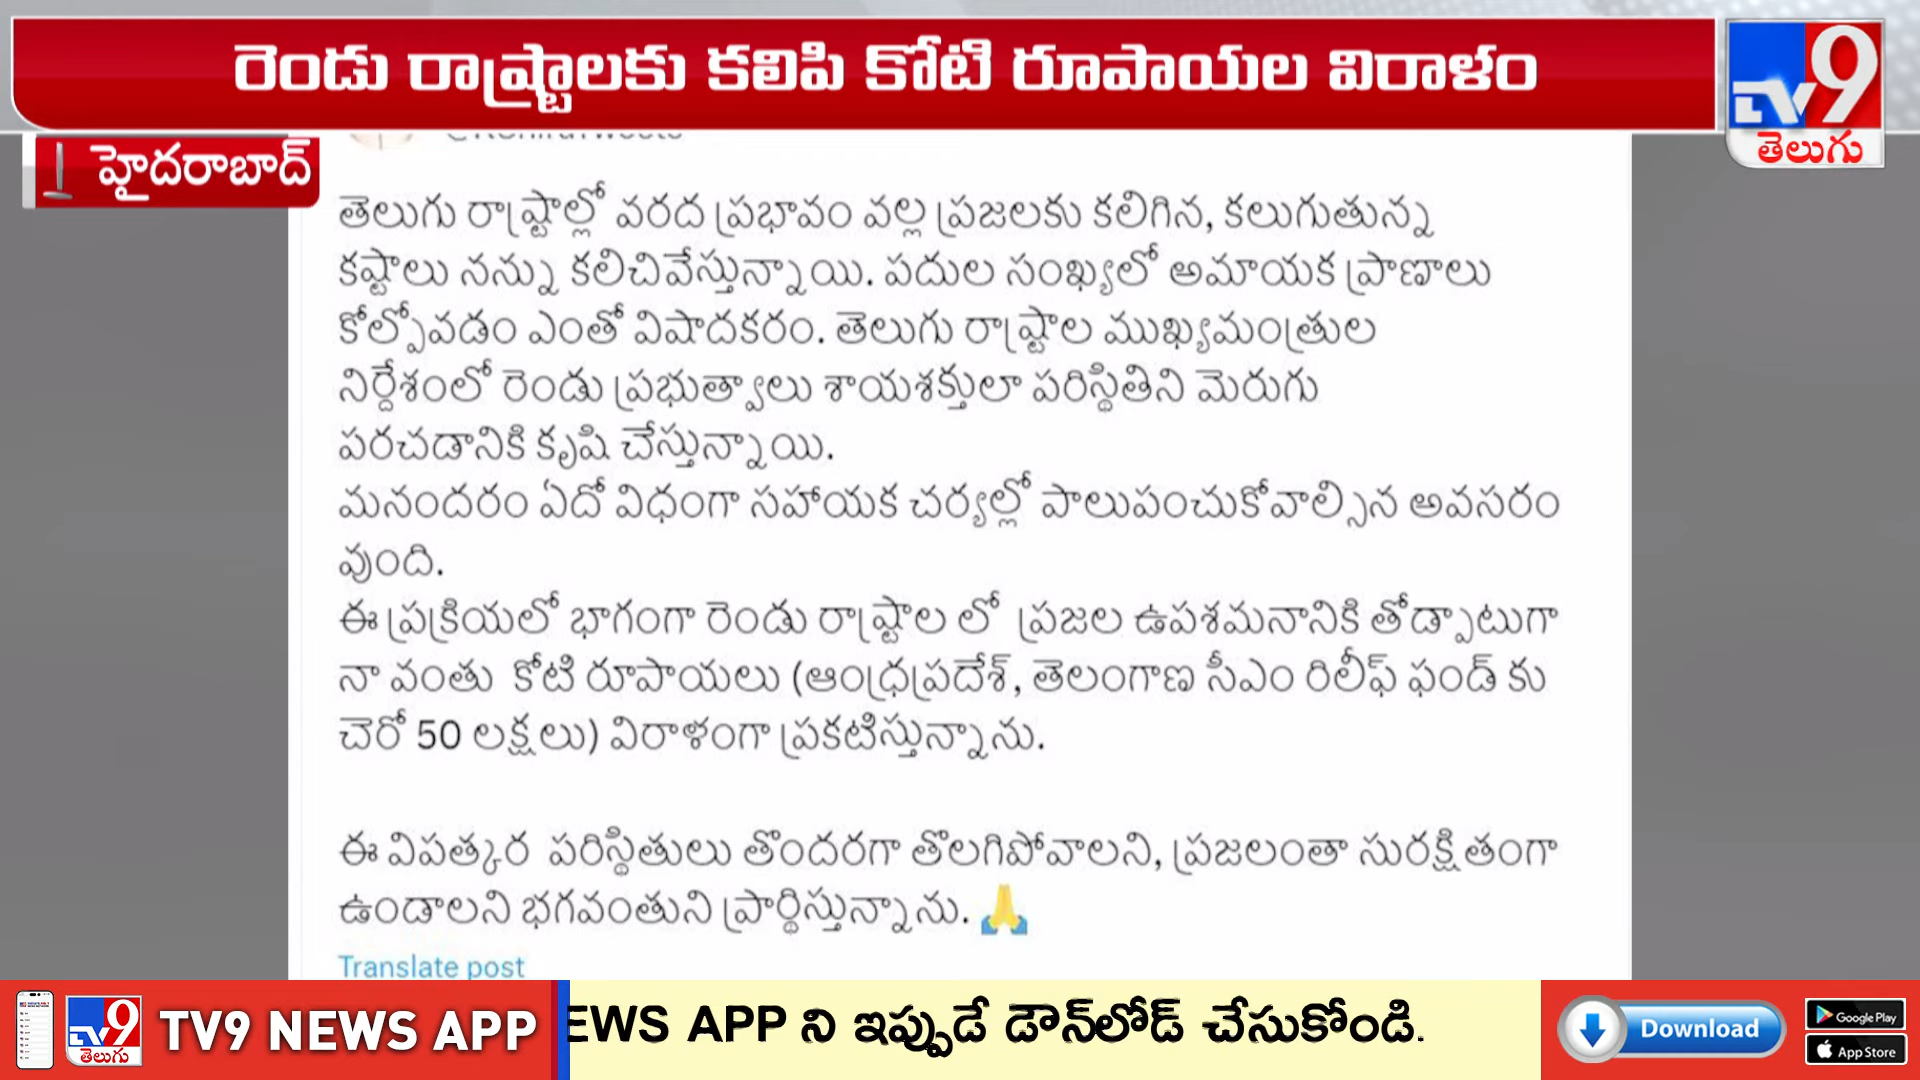 రెండు రాష్ట్రాలకు కలిపి కోటి రూపాయల విరాళం
TV9
తెలుగు
హైదరాబాద్
తెలుగు రాష్ట్రాల్లో వరద ప్రభావం వల్ల ప్రజలకు కలిగిన, కలుగుతున్న
కష్టాలు నన్ను కలిచివేస్తున్నాయి. పదుల సంఖ్యలో అమాయక ప్రాణాలు
కోల్పోవడం ఎంతో విషాదకరం. తెలుగు రాష్ట్రాల ముఖ్యమంత్రుల
నిర్దేశంలో రెండు ప్రభుత్వాలు శాయశక్తులా పరిస్థితిని మెరుగు
పరచడానికి కృషి చేస్తున్నాయి.
మనందరం ఏదో విధంగా సహాయక చర్యల్లో పాలుపంచుకోవాల్సిన అవసరం
వుంది.
ఈ ప్రక్రియలో భాగంగా రెండు రాష్ట్రాల లో ప్రజల ఉపశమనానికి తోడ్పాటుగా
నా వంతు కోటి రూపాయలు (ఆంధ్రప్రదేశ్, తెలంగాణ సీఎం రిలీఫ్ ఫండ్ కు
చెరో 50 లక్షలు) విరాళంగా ప్రకటిస్తున్నాను.
ఈ విపత్కర పరిస్థితులు తొందరగా తొలగిపోవాలని, ప్రజలంతా సురక్షితంగా
ఉండాలని భగవంతుని ప్రార్థిస్తున్నాను. 🙏
Translate post
TV9 తెలుగు
TV9 NEWS APP
EWS APP ని ఇప్పుడే డౌన్‌లోడ్ చేసుకోండి.
Download
Google Play
App Store